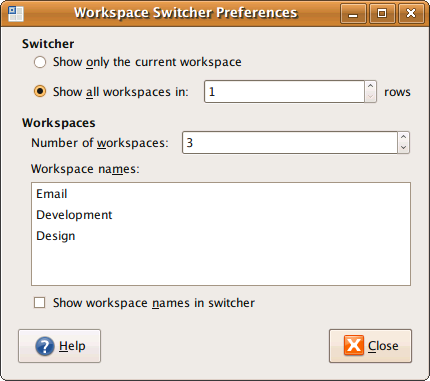 Workspace Switcher Preferences
Switcher
Show only the current workspace
Show all workspaces in: 1 rows
Workspaces
Number of workspaces: 3
Workspace names:
Email
Development
Design
Show workspace names in switcher
Help Close